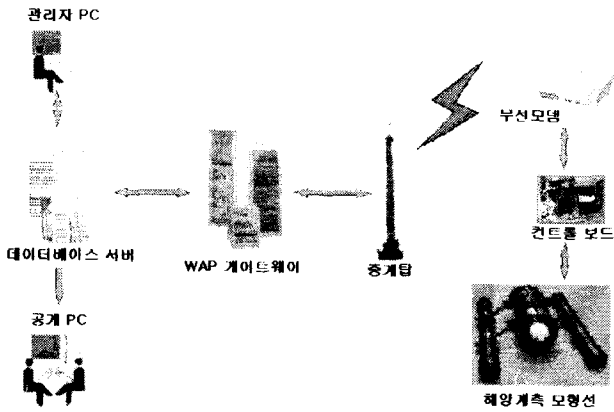 관리자 PC
무선모뎀
컨트롤 보드
데이터베이스 서버
WAP 게이트웨이
중계탑
공개 PC
해양계측 모형선